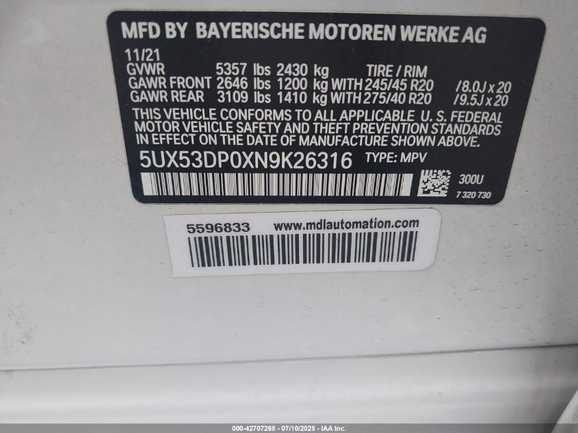 MFD BY BAYERISCHE MOTOREN WERKE AG
11/21
GVWR 5357 lbs 2430 kg TIRE / RIM
GAWR FRONT 2646 lbs 1200 kg WITH 245/45 R20 /8.0J x 20
GAWR REAR 3109 lbs 1410 kg WITH 275/40 R20 /9.5J x 20
THIS VEHICLE CONFORMS TO ALL APPLICABLE U. S. FEDERAL
MOTOR VEHICLE SAFETY AND THEFT PREVENTION STANDARDS
IN EFFECT ON THE DATE OF MANUFACTURE SHOWN ABOVE.
5UX53DP0XN9K26316 TYPE: MPV
300U
7 320 730
5596833 www.mdlautomation.com
000-42707265 - 07/10/2025 - IAA Inc.